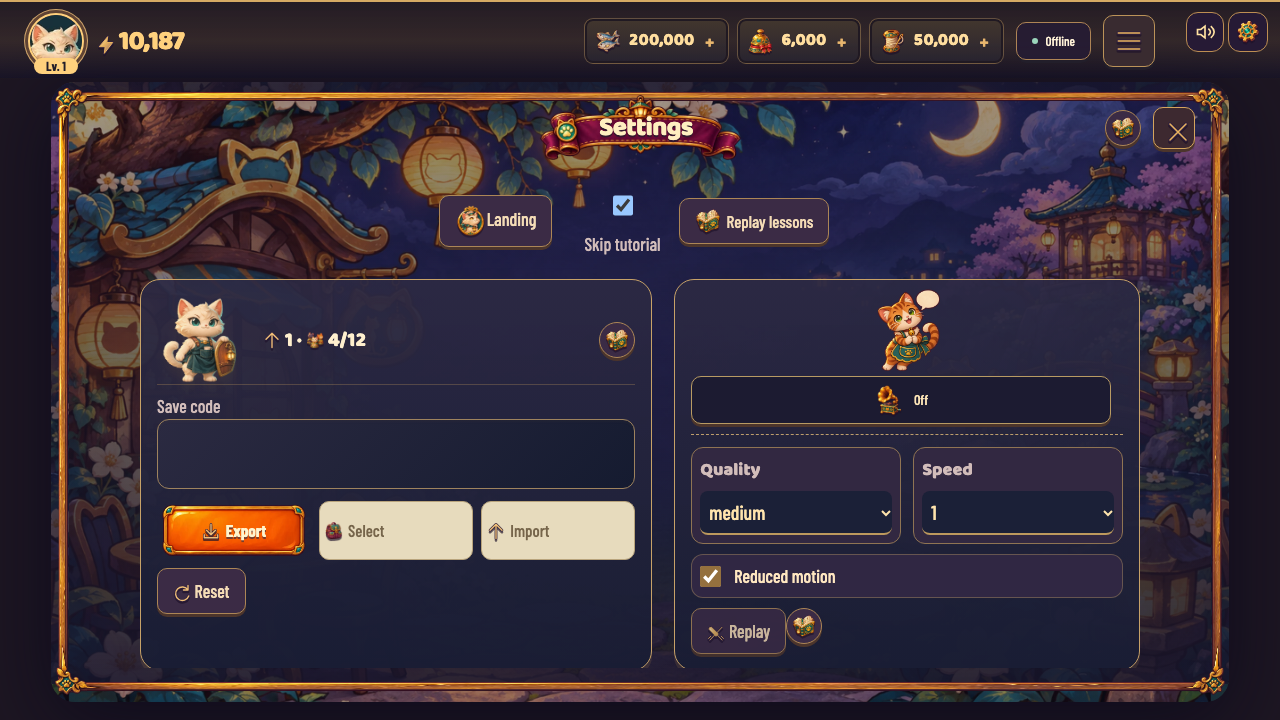 10,187
200,000 +
6,000 +
50,000 +
Offline
Lv. 1
Settings
Landing
Skip tutorial
Replay lessons
1 • 4/12
Save code
Export
Select
Import
Reset
Off
Quality
Speed
medium
1
Reduced motion
Replay